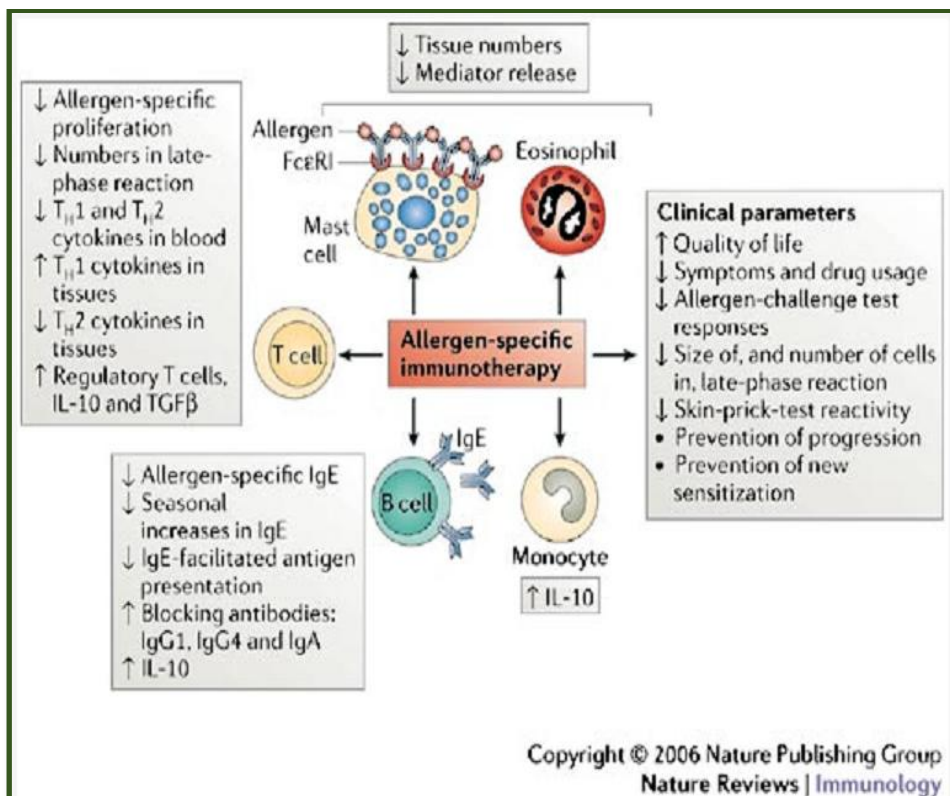 ↓ Tissue numbers
↓ Mediator release
↓ Allergen-specific
proliferation
↓ Numbers in late-
phase reaction
↓ TH1 and TH2
cytokines in blood
↑ TH1 cytokines in
tissues
↓ TH2 cytokines in
tissues
↑ Regulatory T cells,
IL-10 and TGFβ
Allergen
FcεRI
Mast
cell
Eosinophil
Clinical parameters
↑ Quality of life
↓ Symptoms and drug usage
↓ Allergen-challenge test
responses
↓ Size of, and number of cells
in, late-phase reaction
↓ Skin-prick-test reactivity
• Prevention of progression
• Prevention of new
sensitization
T cell
Allergen-specific
immunotherapy
↓ Allergen-specific IgE
↓ Seasonal
increases in IgE
↓ IgE-facilitated antigen
presentation
↑ Blocking antibodies:
IgG1, IgG4 and IgA
↑ IL-10
IgE
B cell
Monocyte
↑ IL-10
Copyright © 2006 Nature Publishing Group
Nature Reviews | Immunology